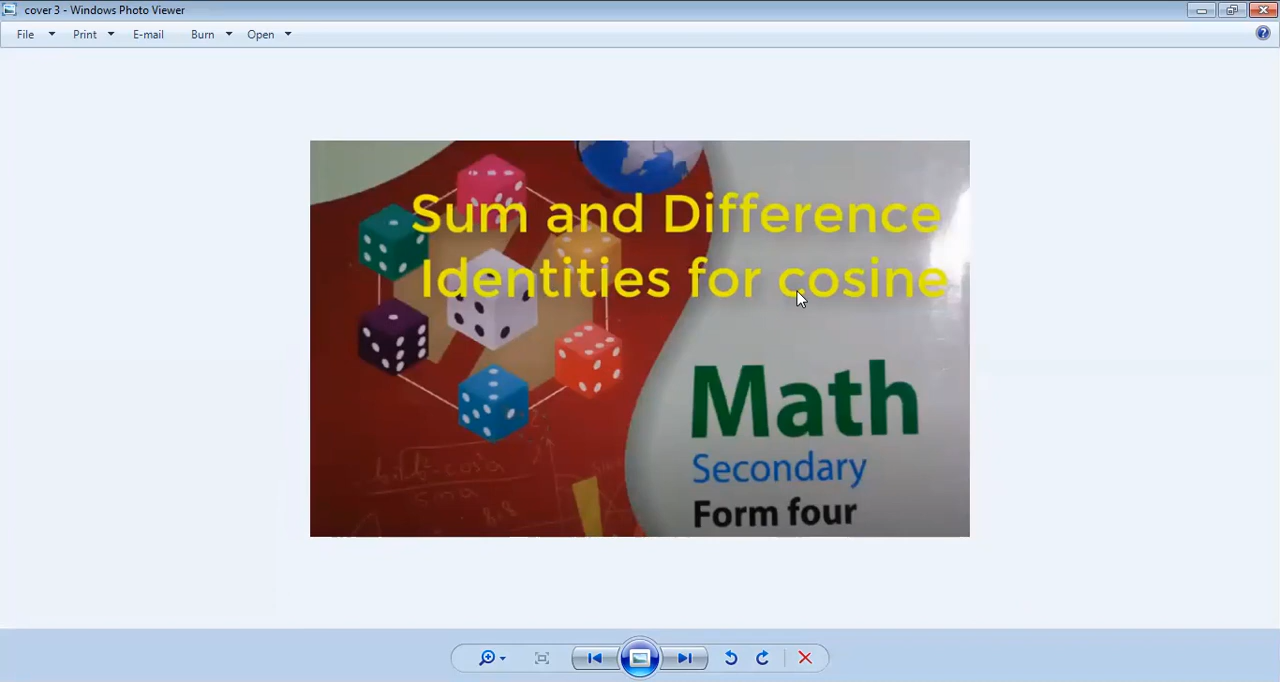 cover 3 - Windows Photo Viewer
File Print E-mail Burn Open
Sum and Difference
Identities for cosine
Math
Secondary
Form four